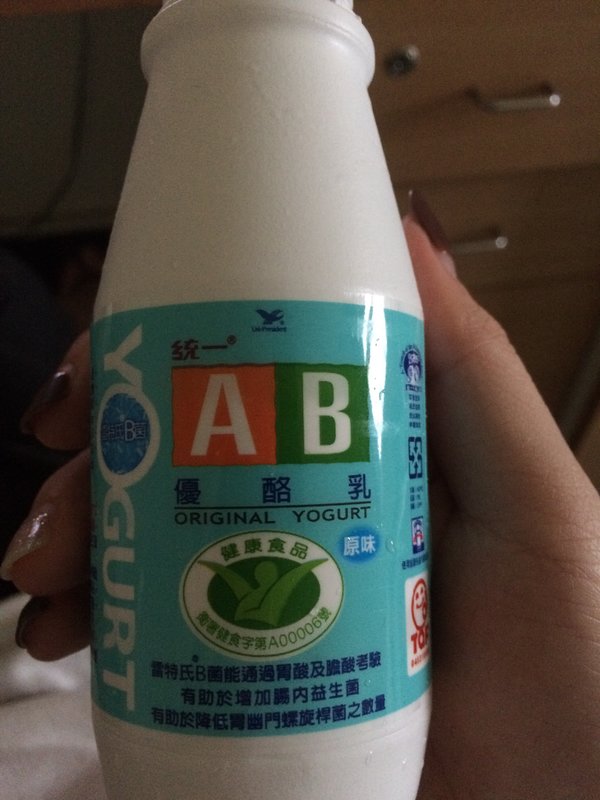 Uni-President
統一®
AB
優酪乳
ORIGINAL YOGURT
原味
健康食品
衛署健食字第A00006號
雷特氏B菌能通過胃酸及膽酸考驗
有助於增加腸內益生菌
有助於降低胃幽門螺旋桿菌之數量
YOGURT
B菌